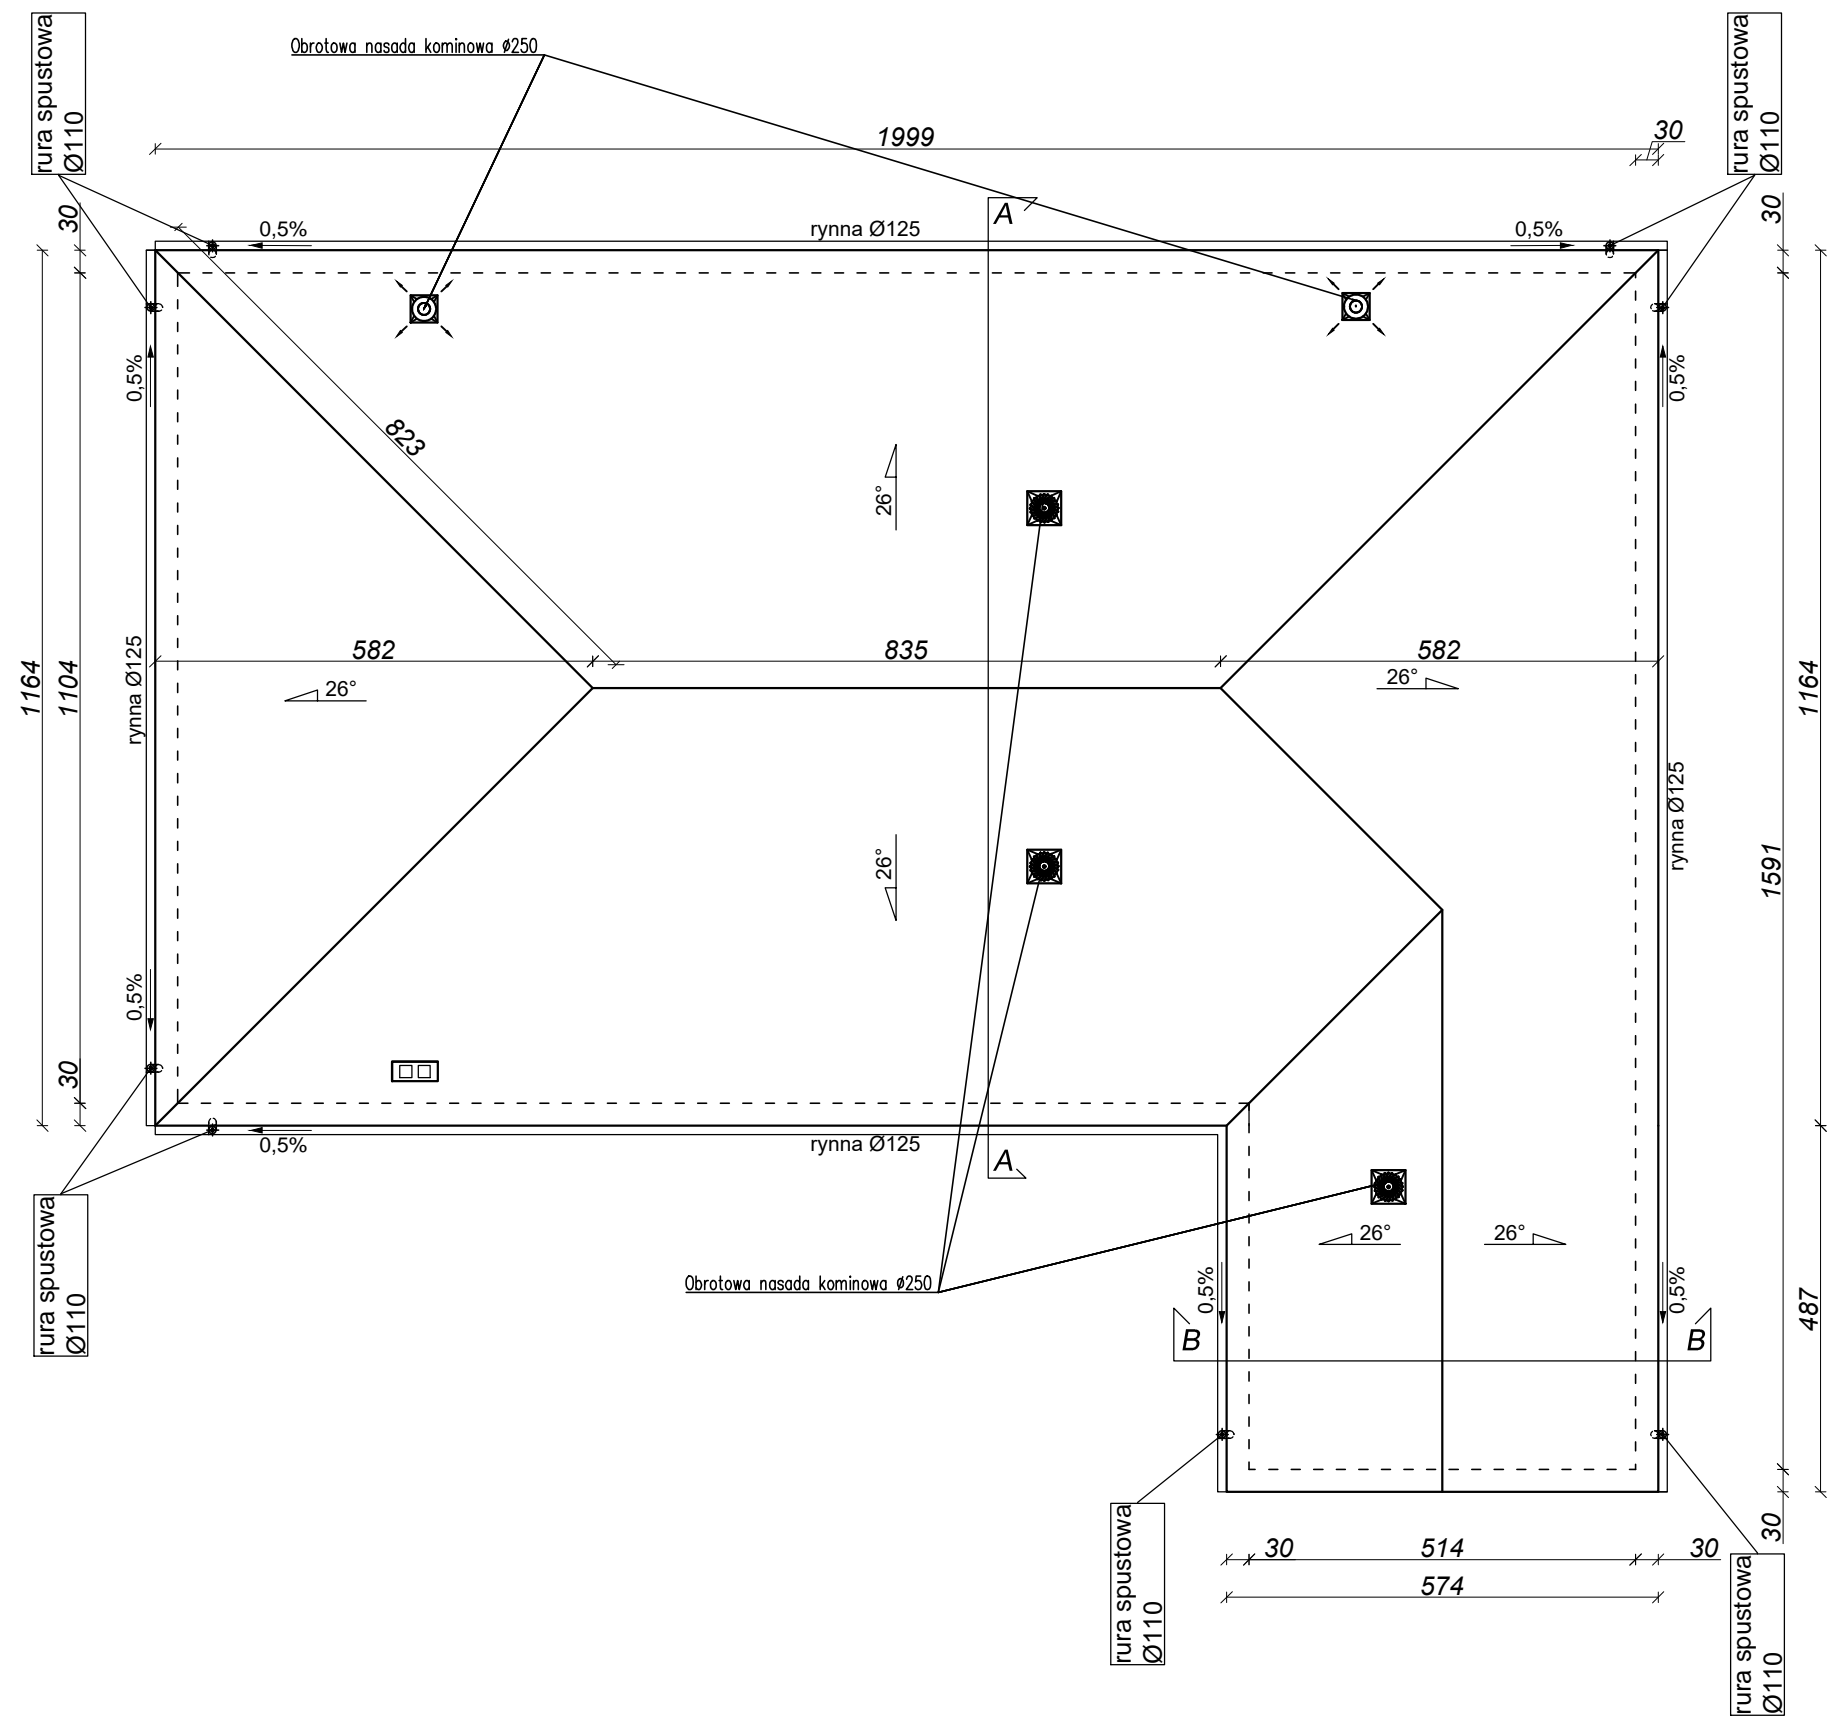 rura spustowa
Ø110
Obrotowa nasada kominowa ø250
rura spustowa
Ø110
1999
30
30
30
0,5%
rynna Ø125
A
0,5%
0,5%
0,5%
823
26°
1164
1104
rynna Ø125
582
835
582
26°
26°
1164
rynna Ø125
1591
26°
0,5%
30
0,5%
rynna Ø125
A
rura spustowa
Ø110
Obrotowa nasada kominowa ø250
26°
26°
0,5%
0,5%
487
B
B
30
rura spustowa
Ø110
30
514
30
574
rura spustowa
Ø110